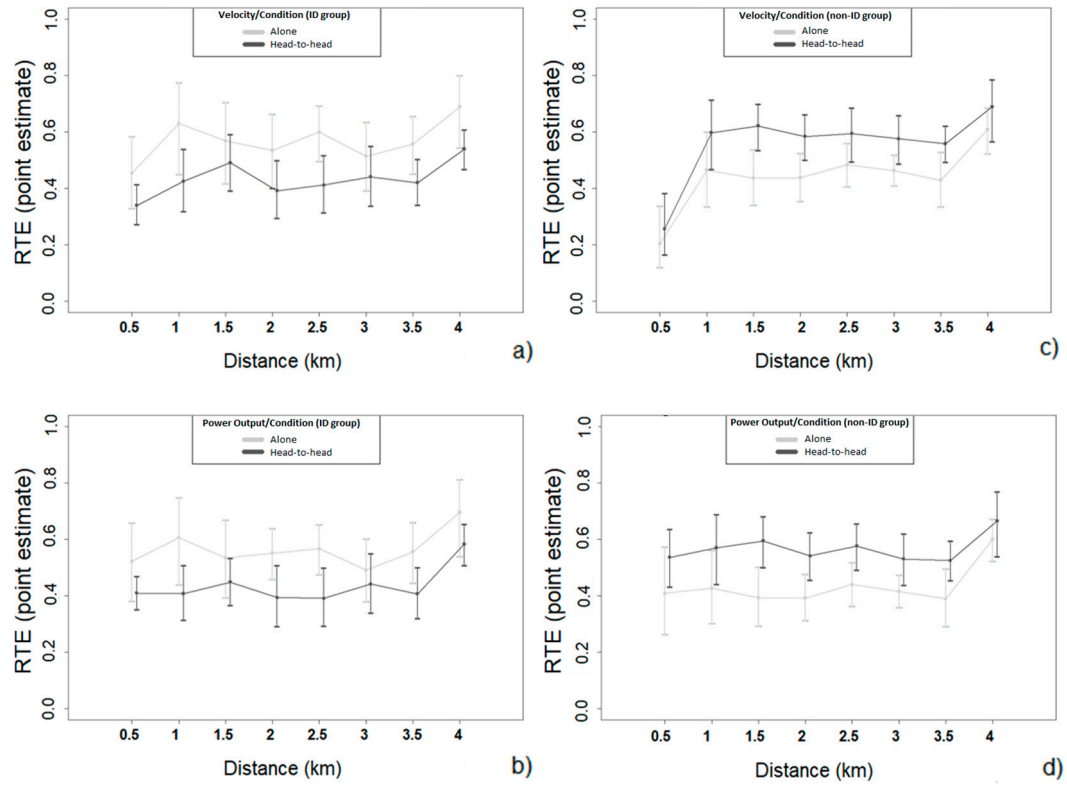 Velocity/Condition (ID group)
Alone
Head-to-head
RTE (point estimate)
1.0
0.8
0.6
0.4
0.2
0.0
0.5 1 1.5 2 2.5 3 3.5 4
Distance (km)
a)
Velocity/Condition (non-ID group)
Alone
Head-to-head
RTE (point estimate)
1.0
0.8
0.6
0.4
0.2
0.0
0.5 1 1.5 2 2.5 3 3.5 4
Distance (km)
c)
Power Output/Condition (ID group)
Alone
Head-to-head
RTE (point estimate)
1.0
0.8
0.6
0.4
0.2
0.0
0.5 1 1.5 2 2.5 3 3.5 4
Distance (km)
b)
Power Output/Condition (non-ID group)
Alone
Head-to-head
RTE (point estimate)
1.0
0.8
0.6
0.4
0.2
0.0
0.5 1 1.5 2 2.5 3 3.5 4
Distance (km)
d)